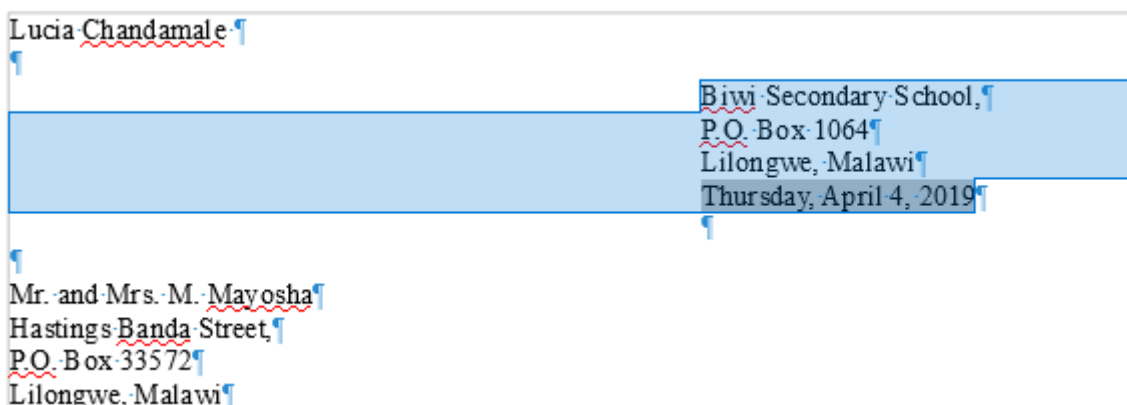 Lucia Chandamale
Biwi Secondary School,
P.O. Box 1064
Lilongwe, Malawi
Thursday, April 4, 2019
Mr. and Mrs. M. Mayosha
Hastings Banda Street,
P.O. Box 33572
Lilongwe, Malawi